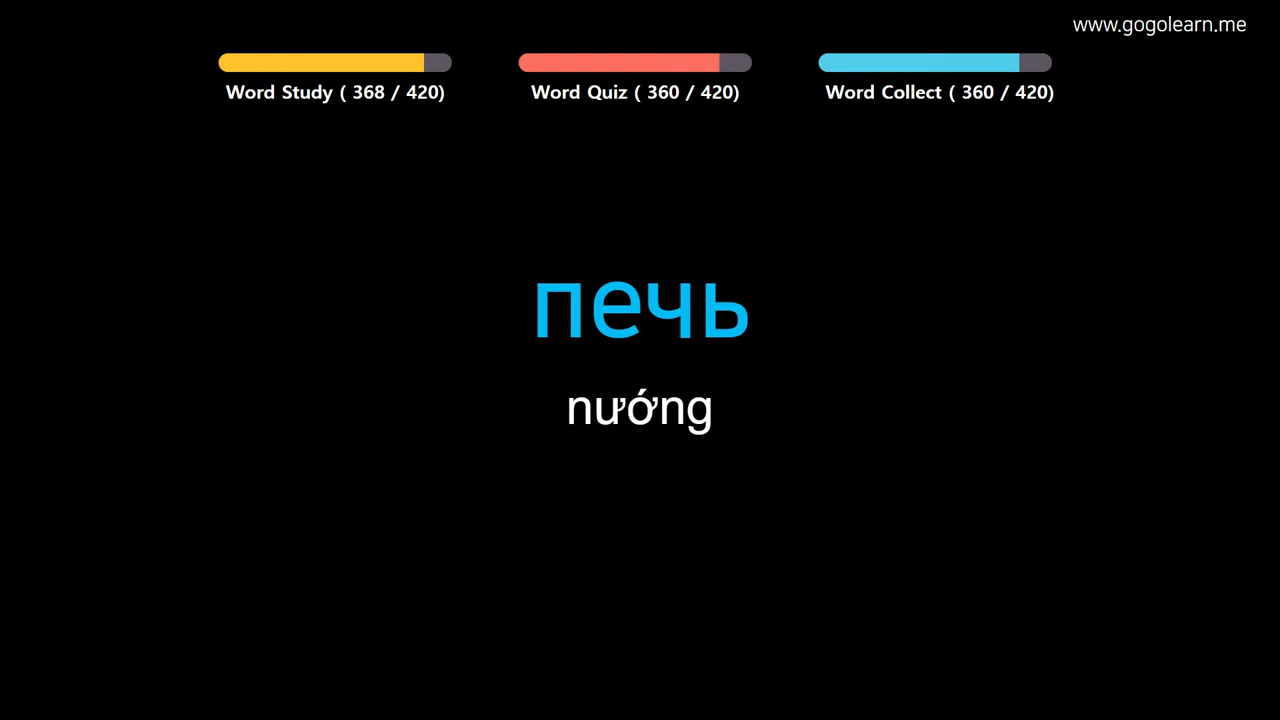 www.gogolearn.me
Word Study ( 368 / 420)
Word Quiz ( 360 / 420)
Word Collect ( 360 / 420)
печь
nướng